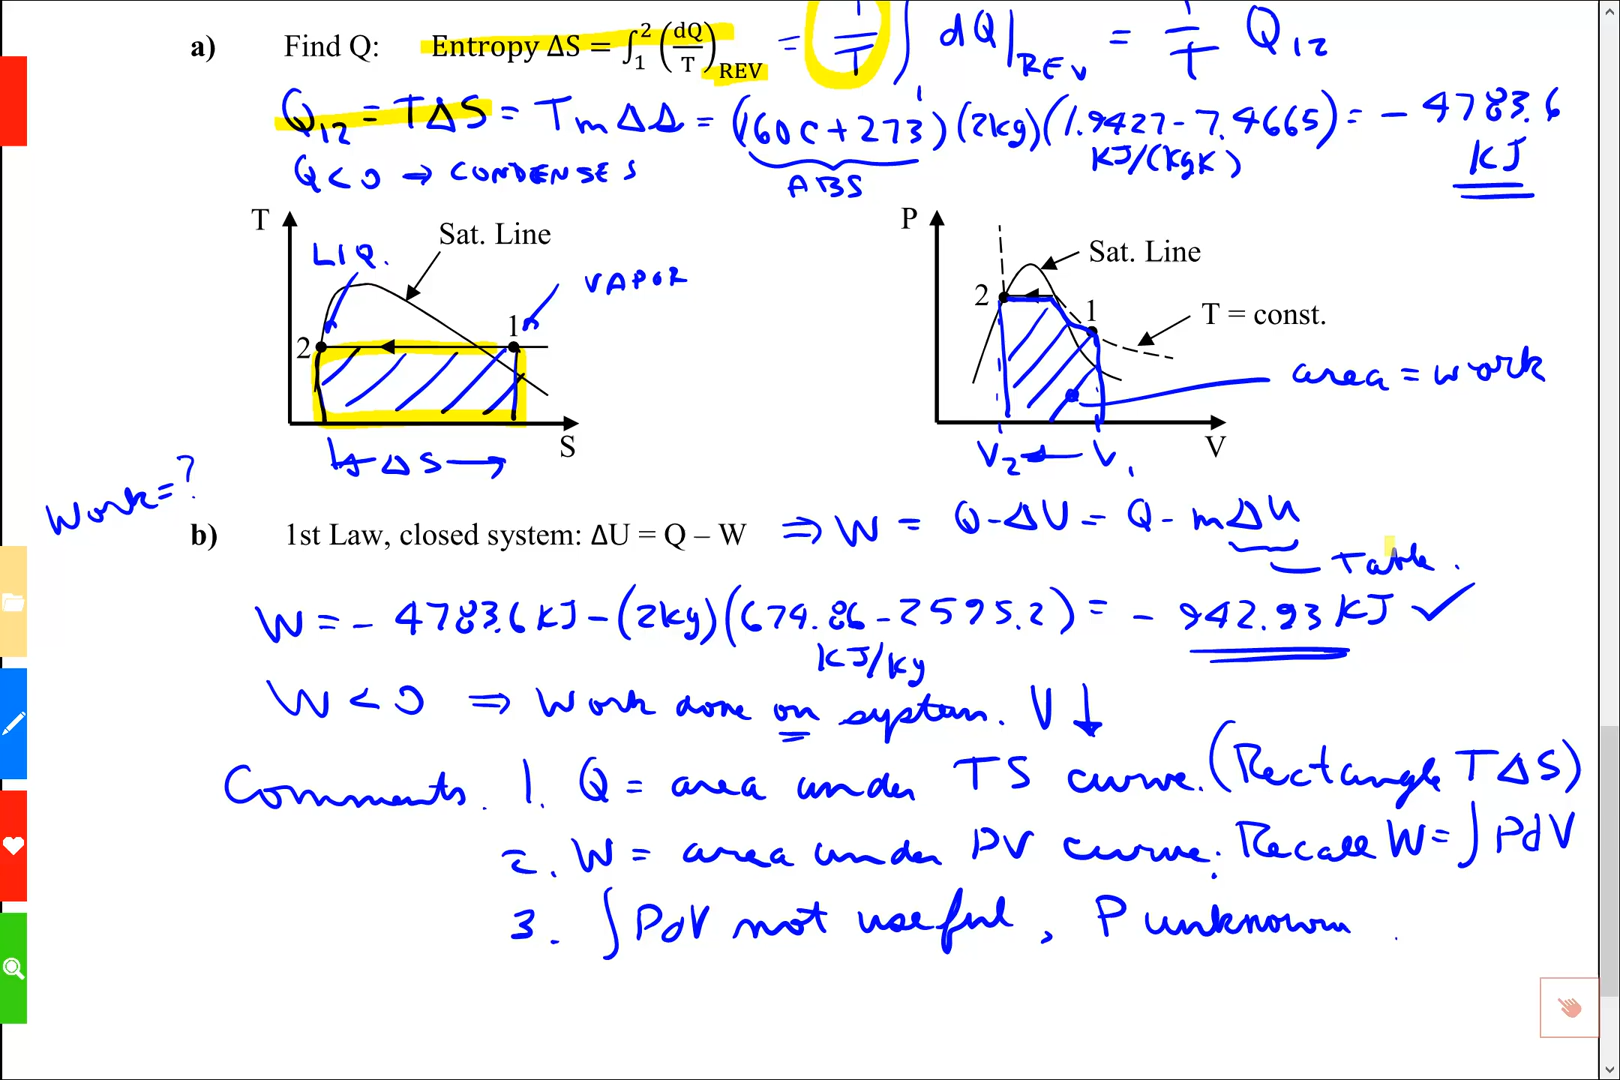 a) Find Q: Entropy ΔS = ∫₁² (dQ/T)REV = 1/T ∫ dQ|REV = 1/T Q12
Q12 = TΔS = TmΔs = (160C+273)(2kg)(1.9427-7.4665) = -4783.6
KJ/(kgK) KJ
Q<0 → CONDENSES ABS
T P
Sat. Line Sat. Line
LIQ. VAPOR
2 1 2 1 T = const.
area = work
S V
ΔS V2 V1
Work=?
b) 1st Law, closed system: ΔU = Q – W ⇒ W = Q-ΔU = Q - mΔu
Table.
W = - 4783.6KJ-(2kg)(674.86-2595.2) = - 942.93 KJ ✓
KJ/kg
W < 0 ⇒ Work done on system. V ↓
Comments. 1. Q = area under TS curve. (Rectangle TΔS)
2. W = area under PV curve. Recall W=∫PdV
3. ∫PdV not useful, P unknown.